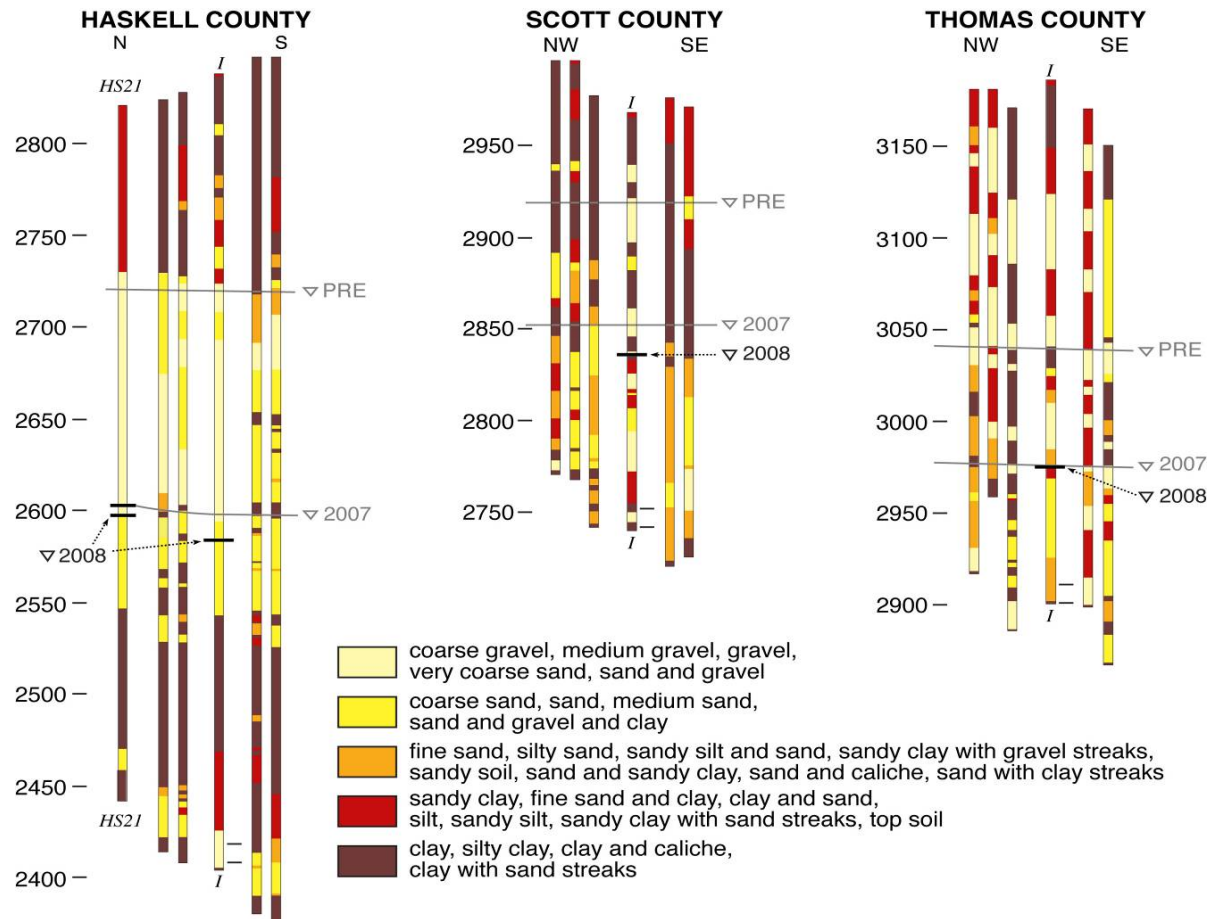 HASKELL COUNTY
N
S
HS21
I
2800
2750
2700
2650
2600
2550
2500
2450
2400
▽ PRE
▽ 2007
▽ 2008
HS21
I
SCOTT COUNTY
NW
SE
I
2950
2900
2850
2800
2750
▽ PRE
▽ 2007
▽ 2008
I
THOMAS COUNTY
NW
SE
I
3150
3100
3050
3000
2950
2900
▽ PRE
▽ 2007
▽ 2008
I
coarse gravel, medium gravel, gravel,
very coarse sand, sand and gravel
coarse sand, sand, medium sand,
sand and gravel and clay
fine sand, silty sand, sandy silt and sand, sandy clay with gravel streaks,
sandy soil, sand and sandy clay, sand and caliche, sand with clay streaks
sandy clay, fine sand and clay, clay and sand,
silt, sandy silt, sandy clay with sand streaks, top soil
clay, silty clay, clay and caliche,
clay with sand streaks